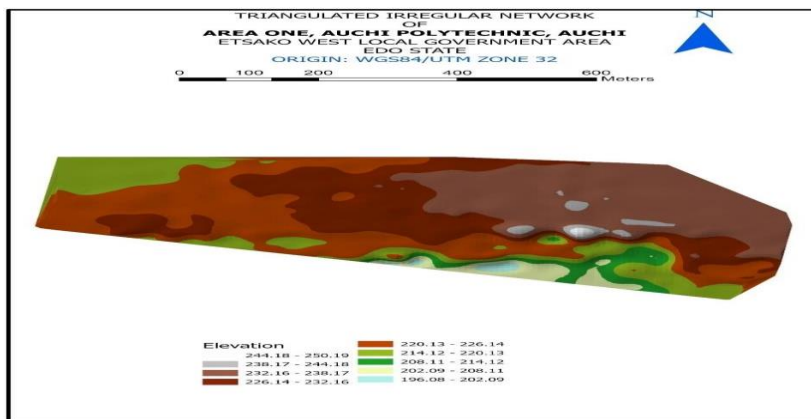 TRIANGULATED IRREGULAR NETWORK
OF
AREA ONE, AUCHI POLYTECHNIC, AUCHI
ETSAKO WEST LOCAL GOVERNMENT AREA
EDO STATE
ORIGIN: WGS84/UTM ZONE 32
N
0 100 200 400 600
Meters
Elevation
244.18 - 250.19
238.17 - 244.18
232.16 - 238.17
226.14 - 232.16
220.13 - 226.14
214.12 - 220.13
208.11 - 214.12
202.09 - 208.11
196.08 - 202.09